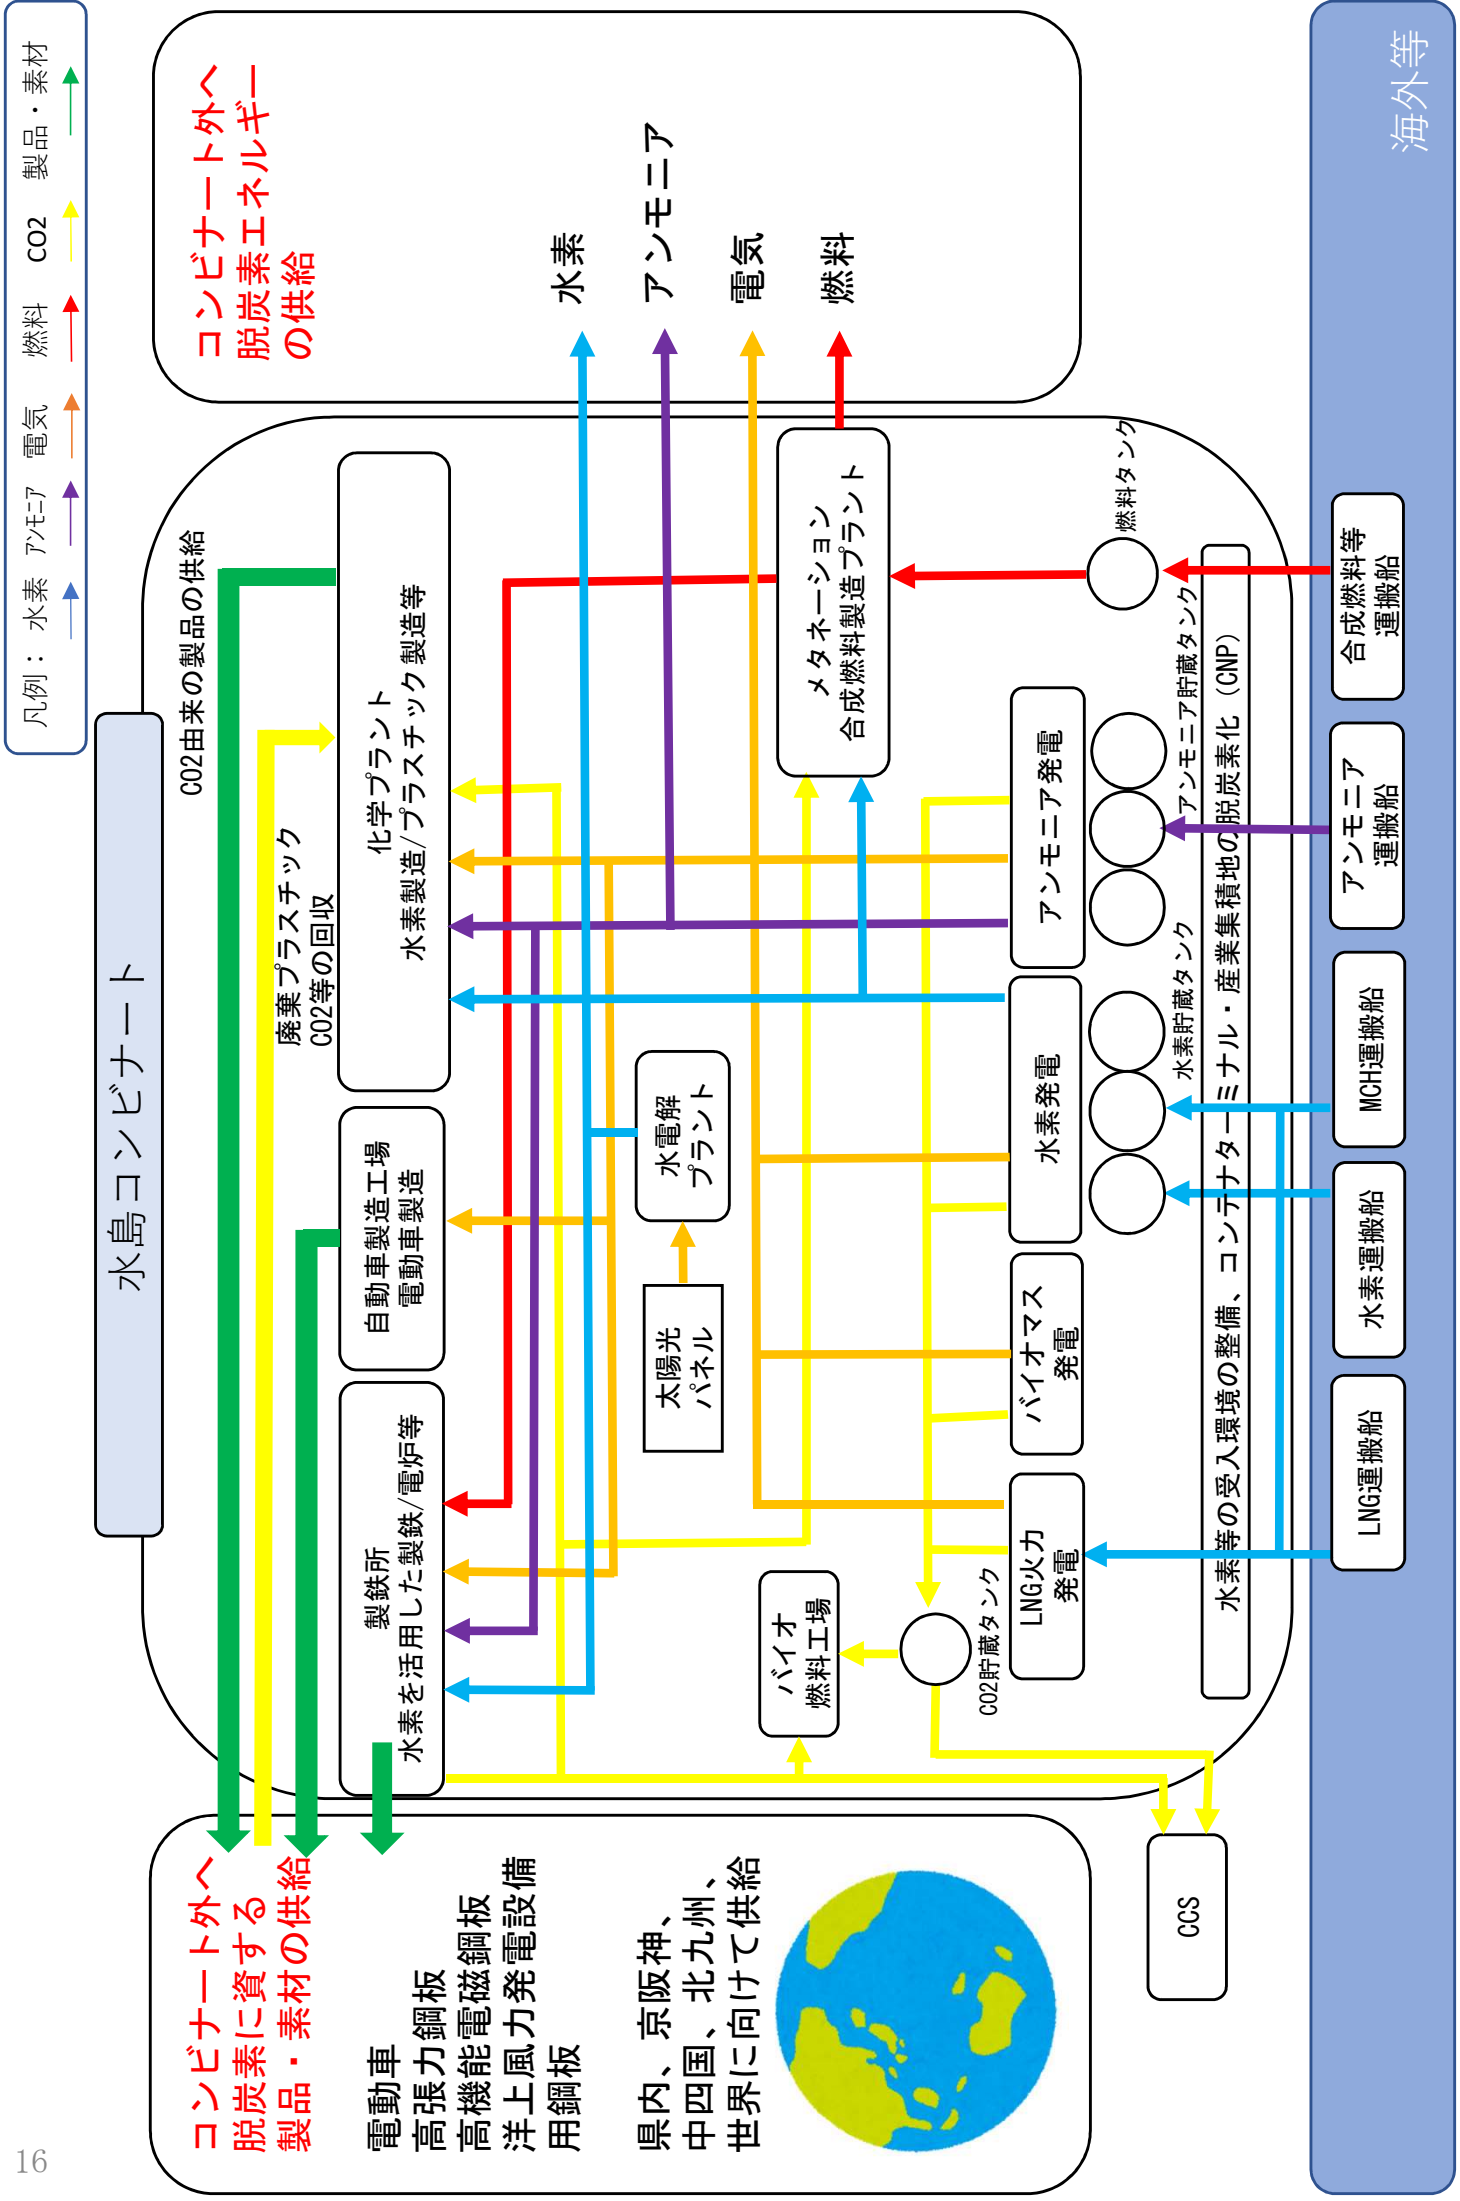 凡例：
水素
アンモニア
電気
燃料
CO2
製品・素材
水島コンビナート
コンビナート外へ
脱炭素に資する
製品・素材の供給
電動車
高張力鋼板
高機能電磁鋼板
洋上風力発電設備
用鋼板
県内、京阪神、
中四国、北九州、
世界に向けて供給
CO2由来の製品の供給
廃棄プラスチック
CO2等の回収
製鉄所
水素を活用した製鉄/電炉等
自動車製造工場
電動車製造
化学プラント
水素製造/プラスチック製造等
コンビナート外へ
脱炭素エネルギー
の供給
水素
アンモニア
電気
燃料
太陽光
パネル
水電解
プラント
バイオ
燃料工場
メタネーション
合成燃料製造プラント
CO2貯蔵タンク
LNG火力
発電
バイオマス
発電
水素発電
アンモニア発電
水素貯蔵タンク
アンモニア貯蔵タンク
燃料タンク
水素等の受入環境の整備、コンテナターミナル・産業集積地の脱炭素化（CNP）
CCS
LNG運搬船
水素運搬船
MCH運搬船
アンモニア
運搬船
合成燃料等
運搬船
海外等
16